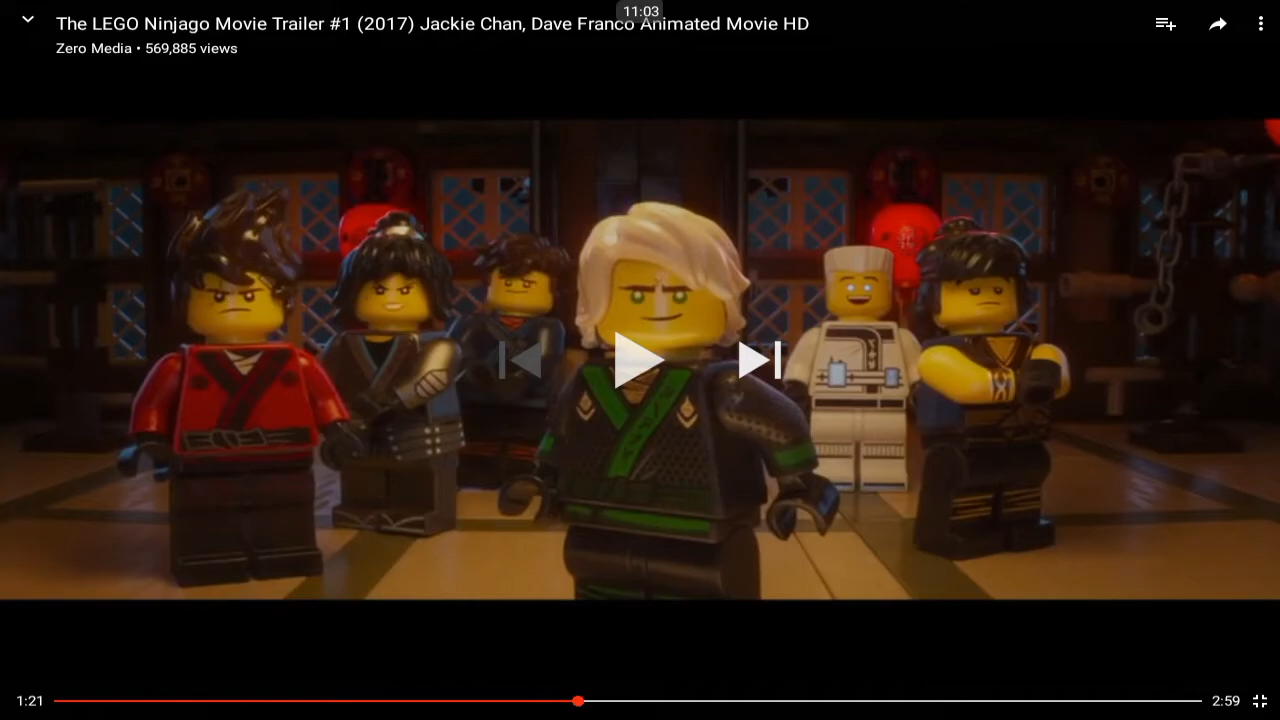 11:03
The LEGO Ninjago Movie Trailer #1 (2017) Jackie Chan, Dave Franco Animated Movie HD
Zero Media • 569,885 views
1:21
2:59